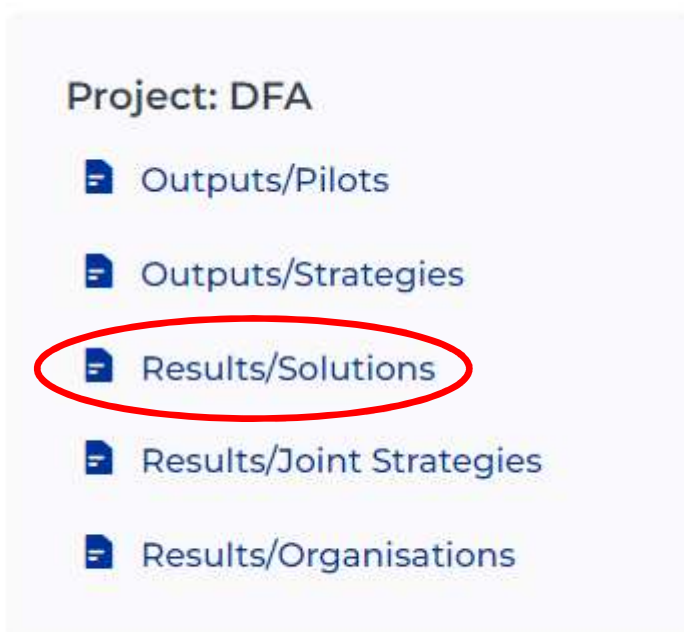 Project: DFA
Outputs/Pilots
Outputs/Strategies
Results/Solutions
Results/Joint Strategies
Results/Organisations